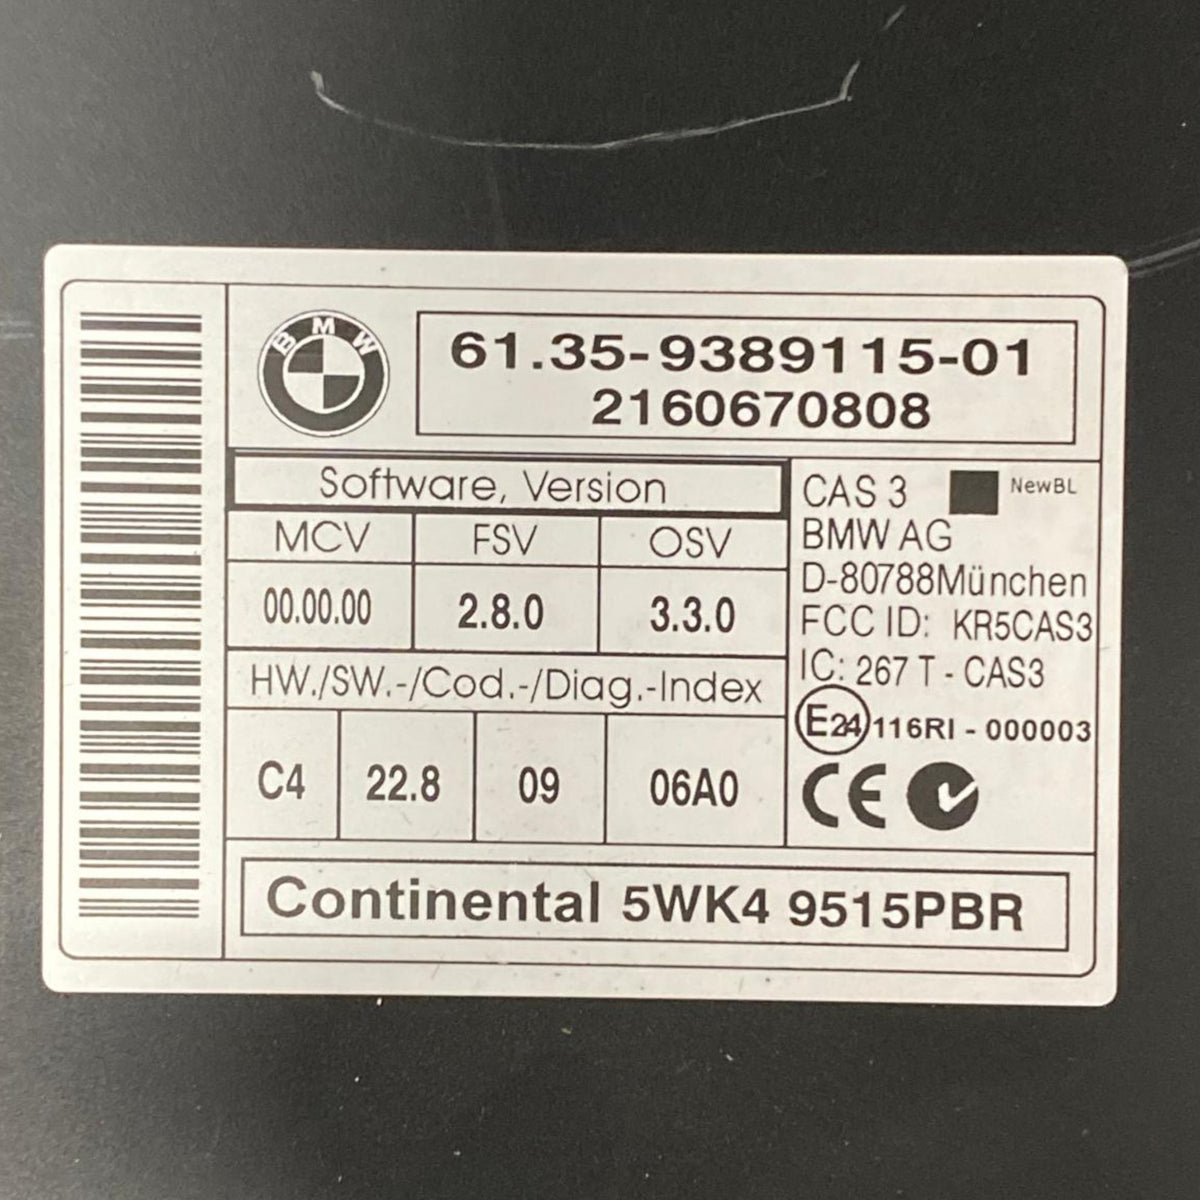 BMW
61.35-9389115-01
2160670808
Software, Version
MCV FSV OSV
00.00.00 2.8.0 3.3.0
HW./SW.-/Cod.-/Diag.-Index
C4 22.8 09 06A0
CAS 3 NewBL
BMW AG
D-80788München
FCC ID: KR5CAS3
IC: 267 T - CAS3
E24 116RI - 000003
CE
Continental 5WK4 9515PBR